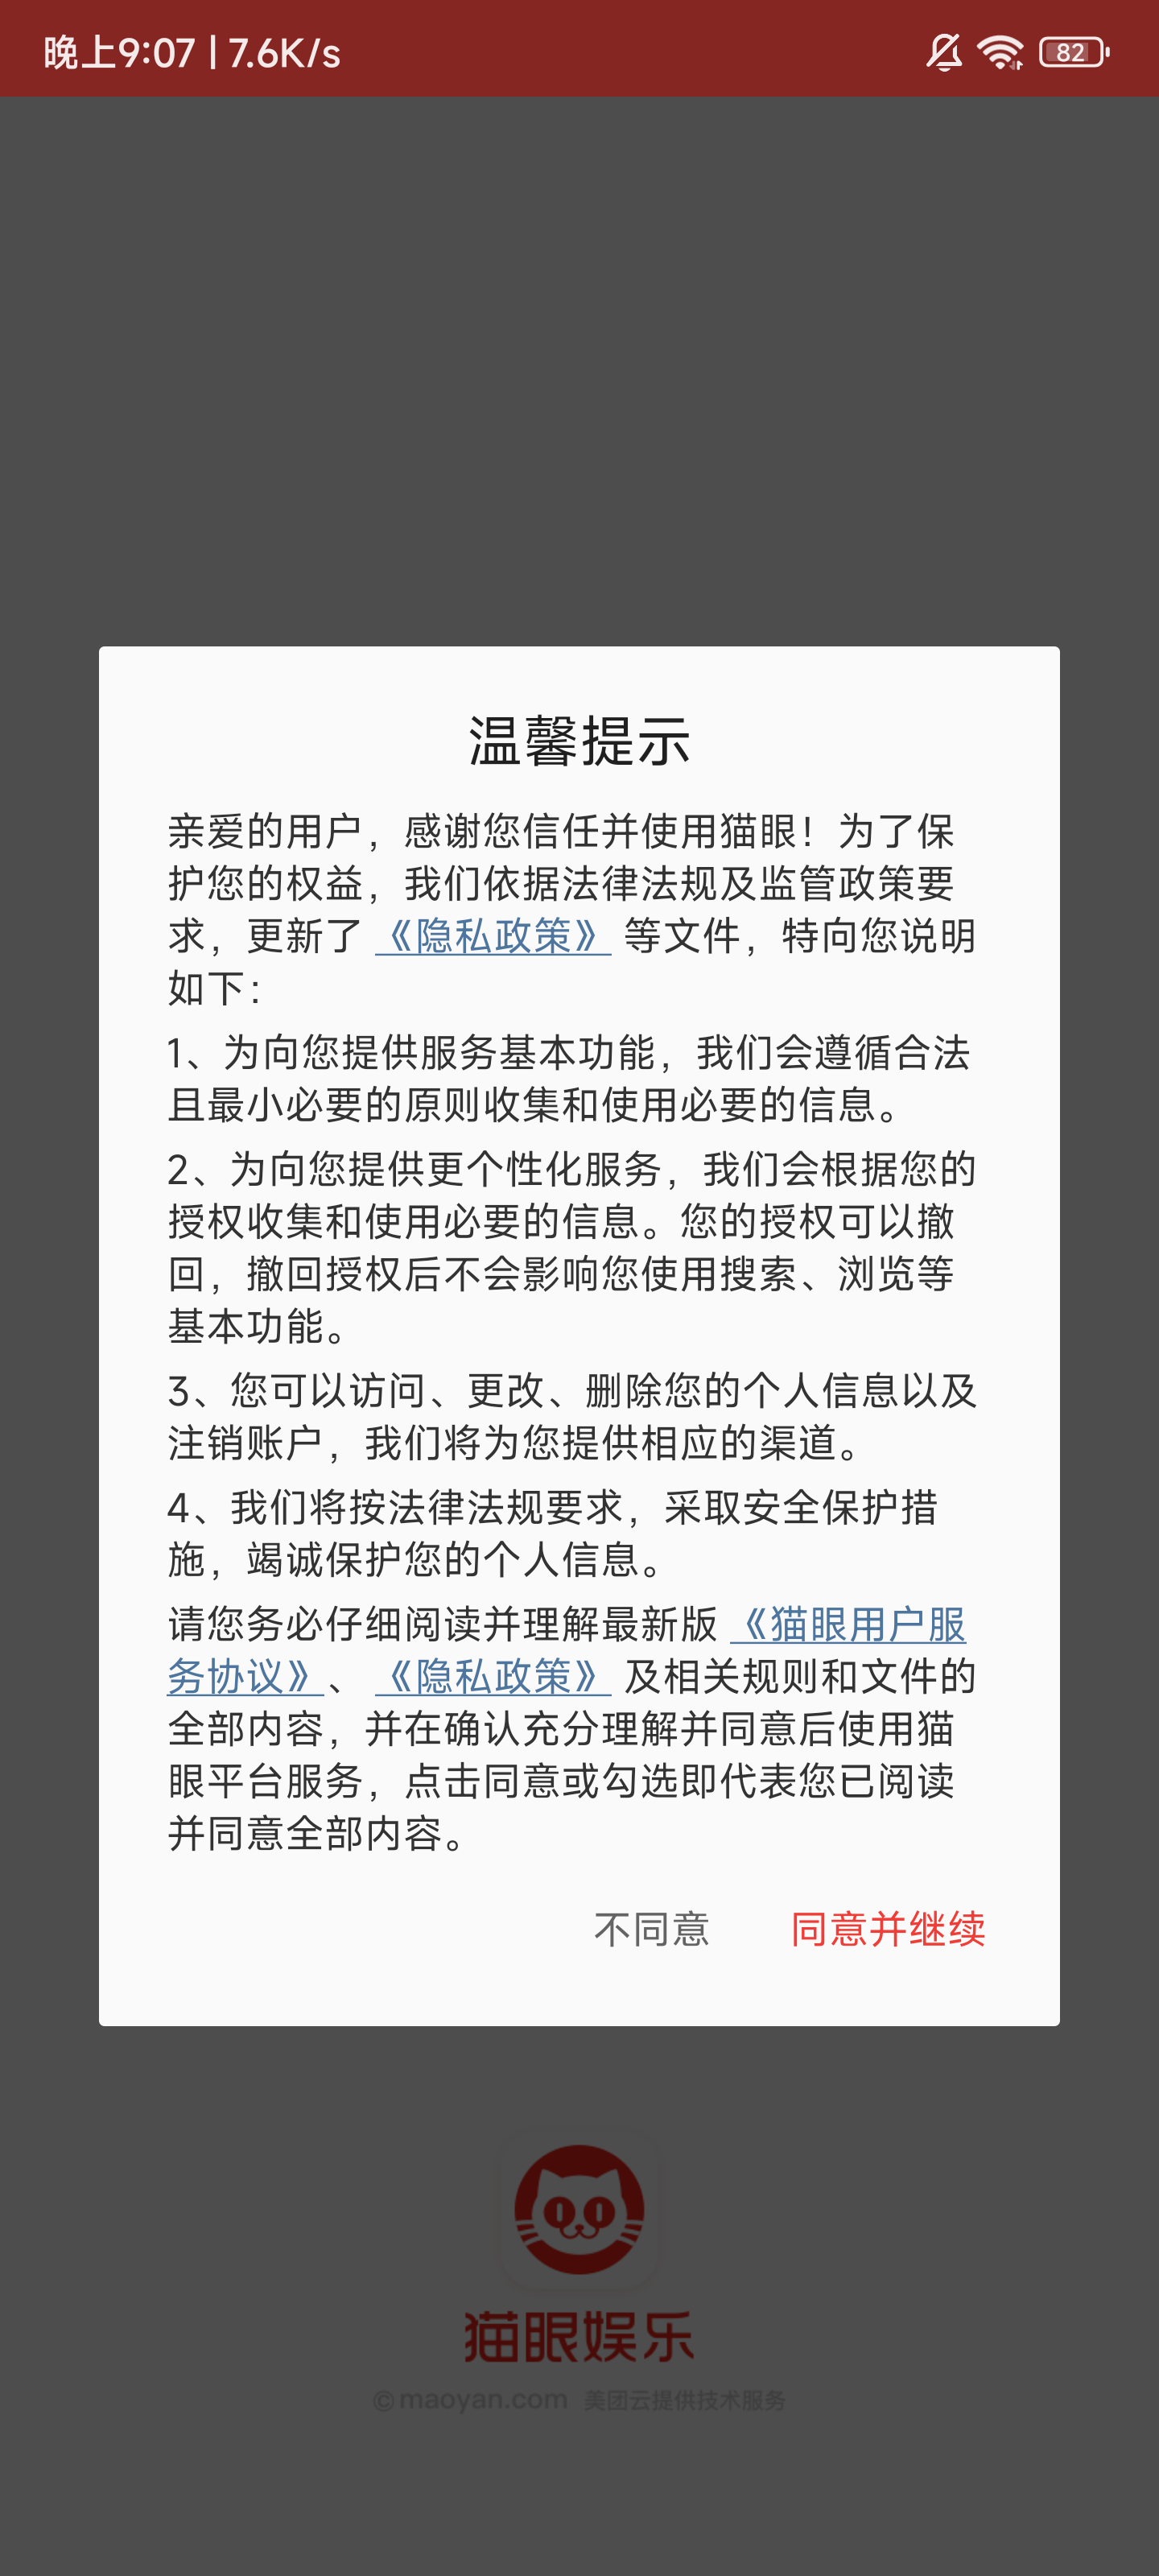 晚上9:07 | 7.6K/s
82
温馨提示
亲爱的用户，感谢您信任并使用猫眼！为了保
护您的权益，我们依据法律法规及监管政策要
求，更新了《隐私政策》等文件，特向您说明
如下：
1、为向您提供服务基本功能，我们会遵循合法
且最小必要的原则收集和使用必要的信息。
2、为向您提供更个性化服务，我们会根据您的
授权收集和使用必要的信息。您的授权可以撤
回，撤回授权后不会影响您使用搜索、浏览等
基本功能。
3、您可以访问、更改、删除您的个人信息以及
注销账户，我们将为您提供相应的渠道。
4、我们将按法律法规要求，采取安全保护措
施，竭诚保护您的个人信息。
请您务必仔细阅读并理解最新版《猫眼用户服
务协议》、《隐私政策》及相关规则和文件的
全部内容，并在确认充分理解并同意后使用猫
眼平台服务，点击同意或勾选即代表您已阅读
并同意全部内容。
不同意 同意并继续
猫眼娱乐
©maoyan.com 美团云提供技术服务